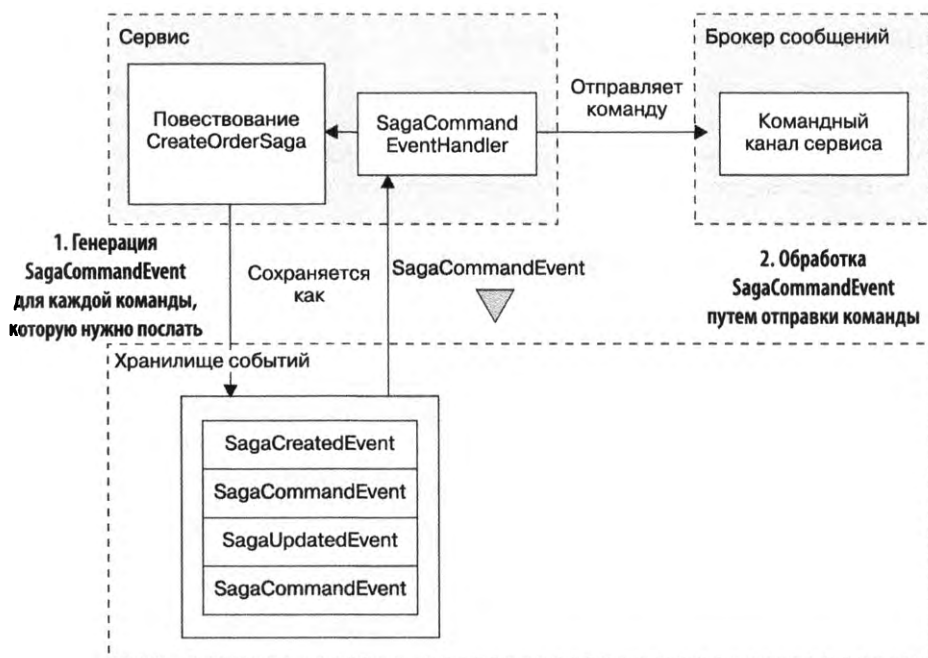 Сервис
Брокер сообщений
Повествование
CreateOrderSaga
SagaCommand
EventHandler
Отправляет
команду
Командный
канал сервиса
1. Генерация
SagaCommandEvent
для каждой команды,
которую нужно послать
Сохраняется
как
SagaCommandEvent
2. Обработка
SagaCommandEvent
путем отправки команды
Хранилище событий
SagaCreatedEvent
SagaCommandEvent
SagaUpdatedEvent
SagaCommandEvent